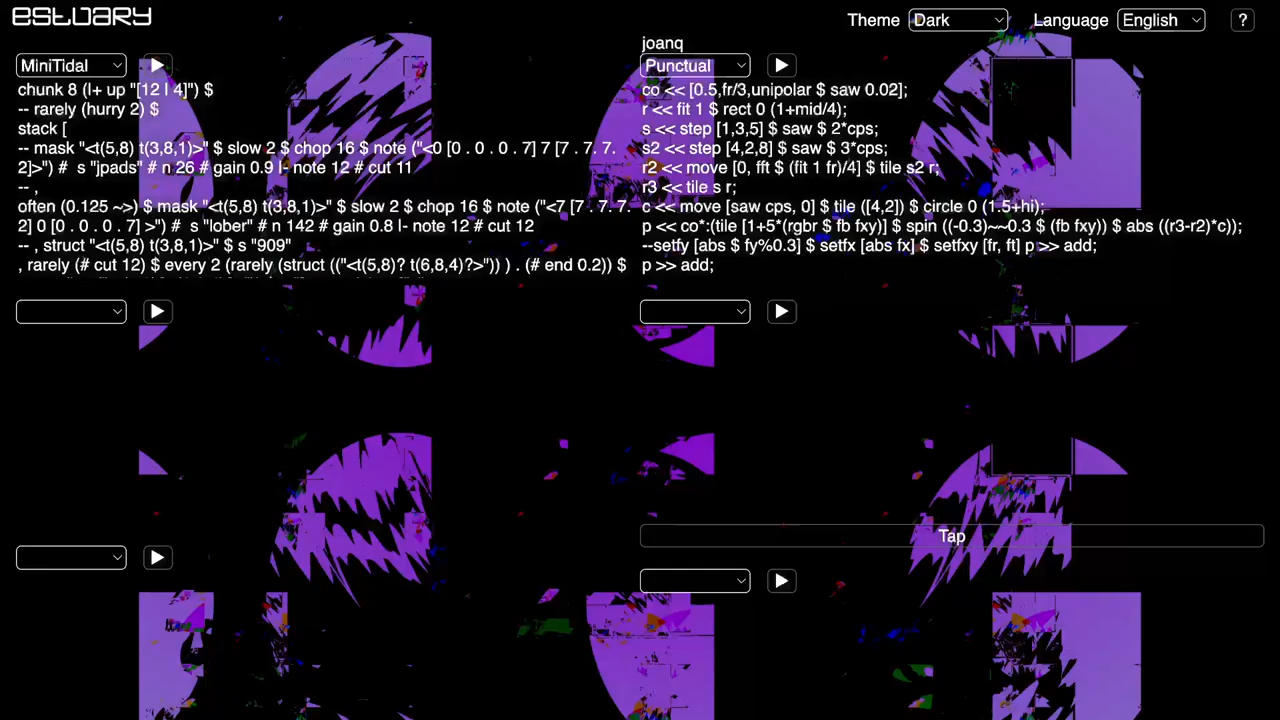 estuary
Theme Dark Language English ?
MiniTidal
chunk 8 (|+ up "[12 | 4]") $
-- rarely (hurry 2) $
stack [
-- mask "<t(5,8) t(3,8,1)>" $ slow 2 $ chop 16 $ note ("<0 [0 . 0 . 0 . 7] 7 [7 . 7. 7.
2]>") # s "jpads" # n 26 # gain 0.9 |- note 12 # cut 11
-- ,
often (0.125 ~>) $ mask "<t(5,8) t(3,8,1)>" $ slow 2 $ chop 16 $ note ("<7 [7 . 7. 7.
2] 0 [0 . 0 . 0 . 7] >") # s "lober" # n 142 # gain 0.8 |- note 12 # cut 12
-- , struct "<t(5,8) t(3,8,1)>" $ s "909"
, rarely (# cut 12) $ every 2 (rarely (struct (("<t(5,8)? t(6,8,4)?>")) ) . (# end 0.2)) $
joanq
Punctual
co << [0.5,fr/3,unipolar $ saw 0.02];
r << fit 1 $ rect 0 (1+mid/4);
s << step [1,3,5] $ saw $ 2*cps;
s2 << step [4,2,8] $ saw $ 3*cps;
r2 << move [0, fft $ (fit 1 fr)/4] $ tile s2 r;
r3 << tile s r;
c << move [saw cps, 0] $ tile ([4,2]) $ circle 0 (1.5+hi);
p << co*:(tile [1+5*(rgbr $ fb fxy)] $ spin ((-0.3)~~0.3 $ (fb fxy)) $ abs ((r3-r2)*c));
--setfy [abs $ fy%0.3] $ setfx [abs fx] $ setfxy [fr, ft] p >> add;
p >> add;
Tap